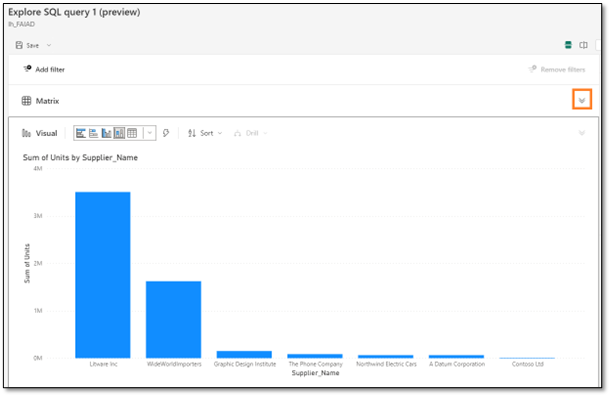 Explore SQL query 1 (preview)
lh_FAIAD
Save
Add filter
Remove filters
Matrix
Visual
Sort
Drill
Sum of Units by Supplier_Name
4M
3M
2M
1M
0M
Sum of Units
Litware Inc
WideWorldImporters
Graphic Design Institute
The Phone Company
Northwind Electric Cars
A Datum Corporation
Contoso Ltd
Supplier_Name